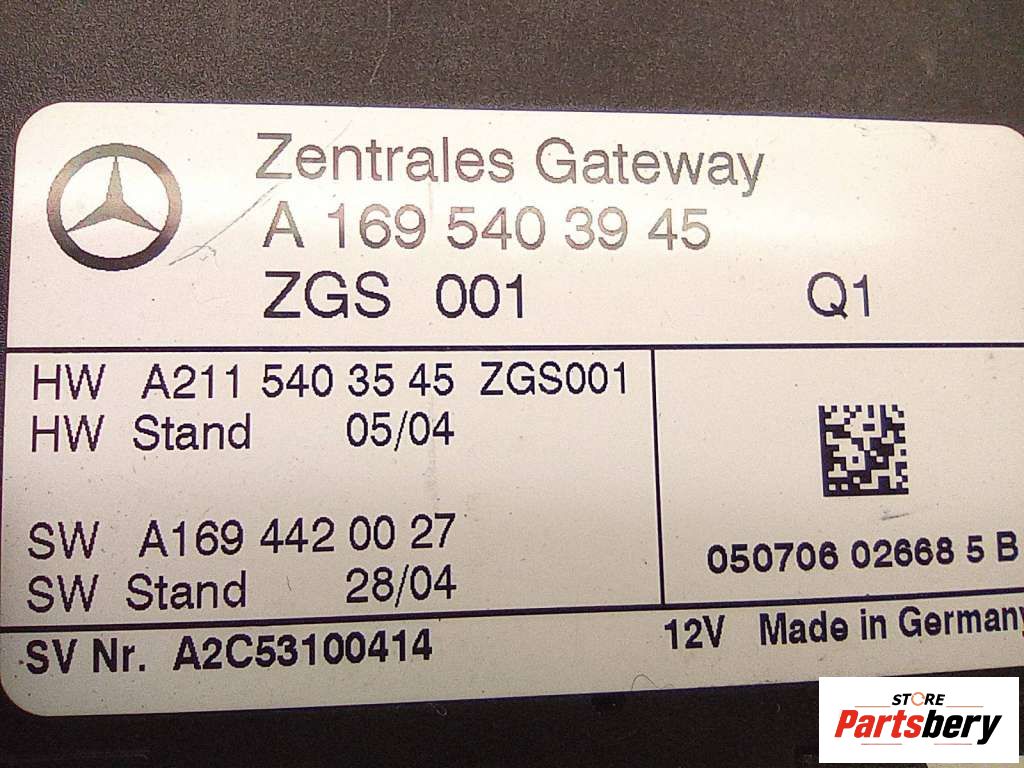 Zentrales Gateway
A 169 540 39 45
ZGS 001 Q1
HW A211 540 35 45 ZGS001
HW Stand 05/04
SW A169 442 00 27
SW Stand 28/04
050706 02668 5 B
SV Nr. A2C53100414
12V Made in Germany
STORE
Partsbery